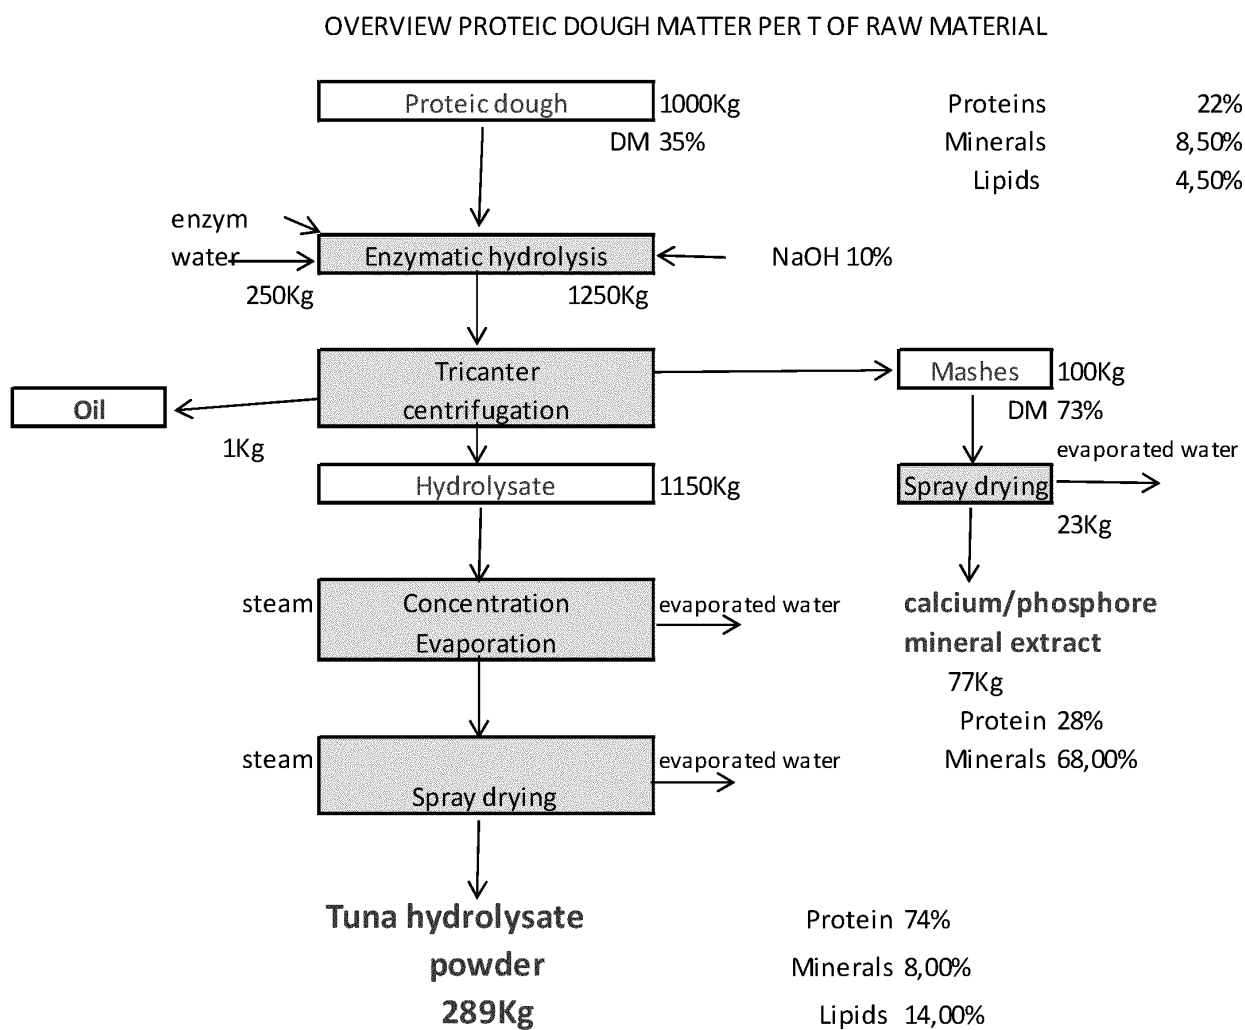 OVERVIEW PROTEIC DOUGH MATTER PER T OF RAW MATERIAL
Proteic dough 1000Kg
DM 35%
Proteins 22%
Minerals 8,50%
Lipids 4,50%
enzym
water
Enzymatic hydrolysis
NaOH 10%
250Kg
1250Kg
Tricanter
centrifugation
Mashes 100Kg
DM 73%
Oil
1Kg
evaporated water
Hydrolysate 1150Kg
Spray drying
23Kg
steam
Concentration
Evaporation
evaporated water
calcium/phosphore
mineral extract
77Kg
Protein 28%
Minerals 68,00%
steam
Spray drying
evaporated water
Tuna hydrolysate
powder
289Kg
Protein 74%
Minerals 8,00%
Lipids 14,00%